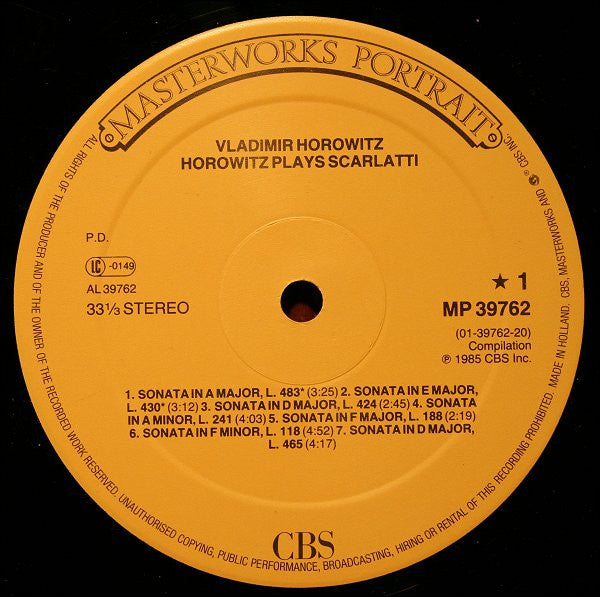 MASTERWORKS PORTRAIT
VLADIMIR HOROWITZ
HOROWITZ PLAYS SCARLATTI
P.D.
LC -0149
AL 39762
33⅓ STEREO
★ 1
MP 39762
(01-39762-20)
Compilation
℗ 1985 CBS Inc.
1. SONATA IN A MAJOR, L. 483* (3:25) 2. SONATA IN E MAJOR,
L. 430* (3:12) 3. SONATA IN D MAJOR, L. 424 (2:45) 4. SONATA
IN A MINOR, L. 241 (4:03) 5. SONATA IN F MAJOR, L. 188 (2:19)
6. SONATA IN F MINOR, L. 118 (4:52) 7. SONATA IN D MAJOR,
L. 465 (4:17)
CBS
ALL RIGHTS OF THE PRODUCER AND OF THE OWNER OF THE RECORDED WORK RESERVED. UNAUTHORISED COPYING, PUBLIC PERFORMANCE, BROADCASTING, HIRING OR RENTAL OF THIS RECORDING PROHIBITED. MADE IN HOLLAND. CBS, MASTERWORKS AND ® CBS, INC.